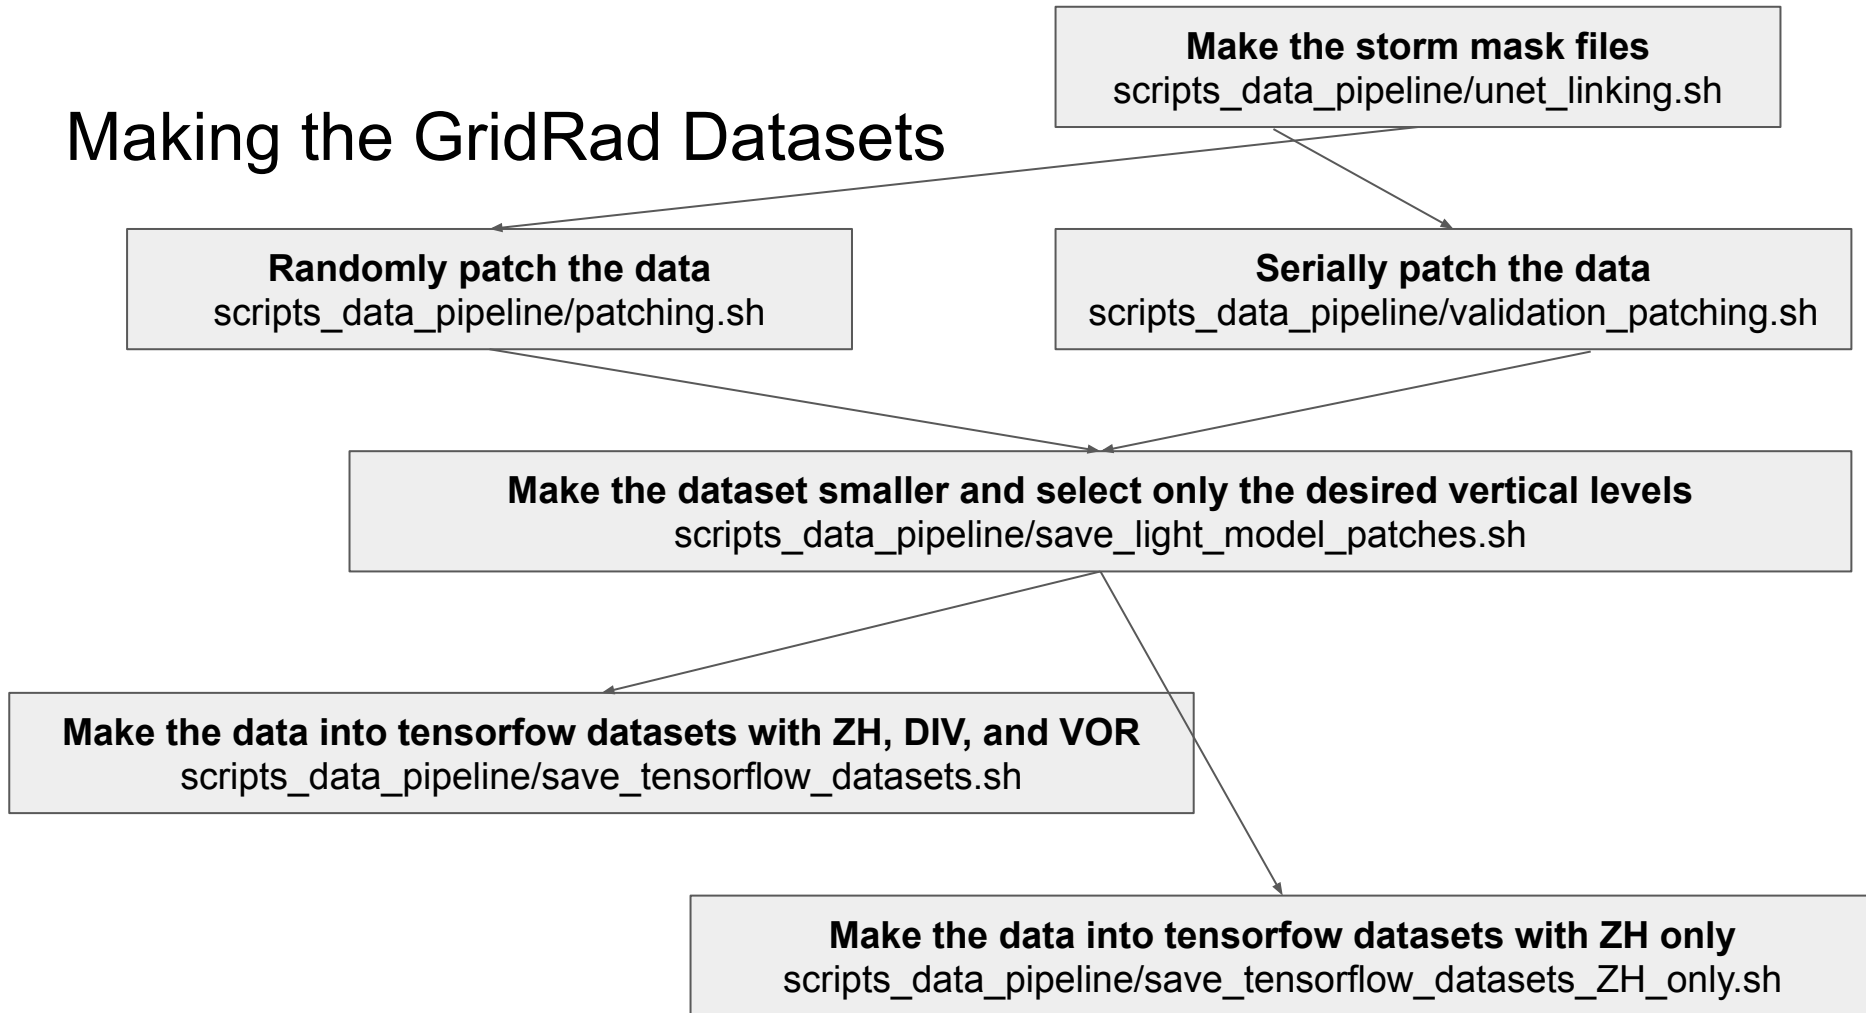 Making the GridRad Datasets
Make the storm mask files
scripts_data_pipeline/unet_linking.sh
Randomly patch the data
scripts_data_pipeline/patching.sh
Serially patch the data
scripts_data_pipeline/validation_patching.sh
Make the dataset smaller and select only the desired vertical levels
scripts_data_pipeline/save_light_model_patches.sh
Make the data into tensorfow datasets with ZH, DIV, and VOR
scripts_data_pipeline/save_tensorflow_datasets.sh
Make the data into tensorfow datasets with ZH only
scripts_data_pipeline/save_tensorflow_datasets_ZH_only.sh